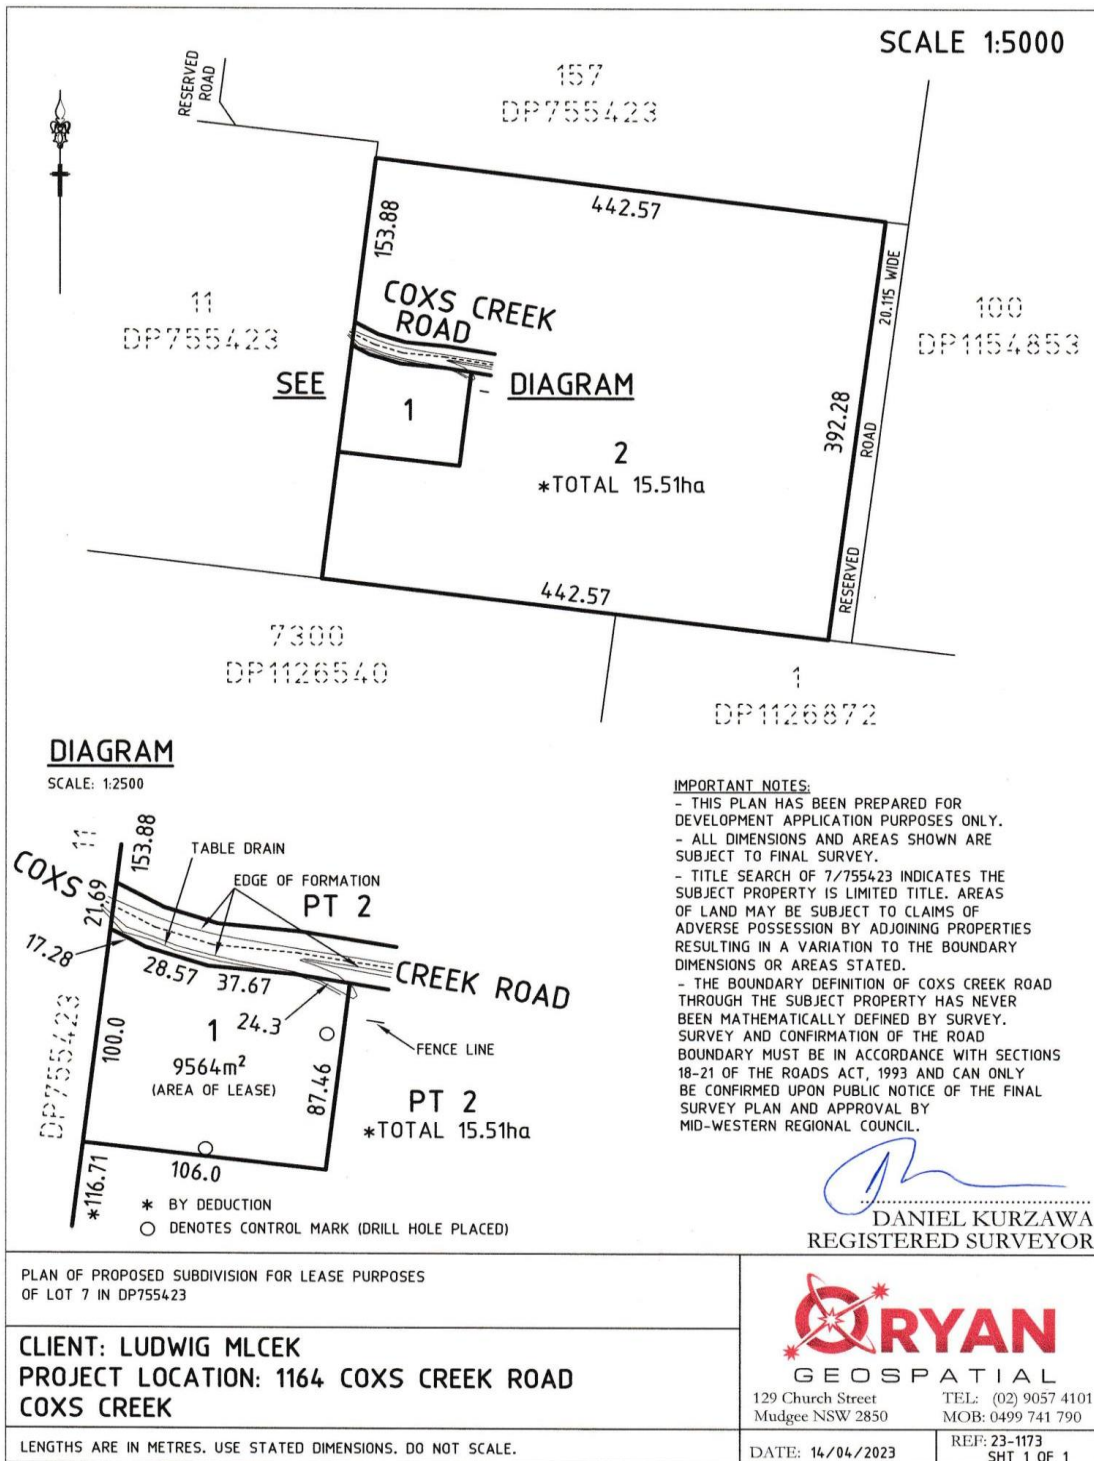 SCALE 1:5000
RESERVED
ROAD
157
DP755423
442.57
153.88
20.115 WIDE
11
DP755423
COXS CREEK
ROAD
100
DP1154853
SEE DIAGRAM
1
392.28
ROAD
2
*TOTAL 15.51ha
RESERVED
442.57
7300
DP1126540
1
DP1126872
DIAGRAM
SCALE: 1:2500
11
153.88
TABLE DRAIN
EDGE OF FORMATION
COXS
21.69
PT 2
17.28
28.57
37.67
CREEK ROAD
24.3
1
9564m²
(AREA OF LEASE)
100.0
DP755423
FENCE LINE
87.46
PT 2
*TOTAL 15.51ha
106.0
*116.71
* BY DEDUCTION
DENOTES CONTROL MARK (DRILL HOLE PLACED)
IMPORTANT NOTES:
- THIS PLAN HAS BEEN PREPARED FOR
DEVELOPMENT APPLICATION PURPOSES ONLY.
- ALL DIMENSIONS AND AREAS SHOWN ARE
SUBJECT TO FINAL SURVEY.
- TITLE SEARCH OF 7/755423 INDICATES THE
SUBJECT PROPERTY IS LIMITED TITLE. AREAS
OF LAND MAY BE SUBJECT TO CLAIMS OF
ADVERSE POSSESSION BY ADJOINING PROPERTIES
RESULTING IN A VARIATION TO THE BOUNDARY
DIMENSIONS OR AREAS STATED.
- THE BOUNDARY DEFINITION OF COXS CREEK ROAD
THROUGH THE SUBJECT PROPERTY HAS NEVER
BEEN MATHEMATICALLY DEFINED BY SURVEY.
SURVEY AND CONFIRMATION OF THE ROAD
BOUNDARY MUST BE IN ACCORDANCE WITH SECTIONS
18-21 OF THE ROADS ACT, 1993 AND CAN ONLY
BE CONFIRMED UPON PUBLIC NOTICE OF THE FINAL
SURVEY PLAN AND APPROVAL BY
MID-WESTERN REGIONAL COUNCIL.
DANIEL KURZAWA
REGISTERED SURVEYOR
PLAN OF PROPOSED SUBDIVISION FOR LEASE PURPOSES
OF LOT 7 IN DP755423
CLIENT: LUDWIG MLCEK
PROJECT LOCATION: 1164 COXS CREEK ROAD
COXS CREEK
LENGTHS ARE IN METRES. USE STATED DIMENSIONS. DO NOT SCALE.
ORYAN
GEOSPATIAL
129 Church Street
Mudgee NSW 2850
TEL: (02) 9057 4101
MOB: 0499 741 790
DATE: 14/04/2023
REF: 23-1173
SHT 1 OF 1